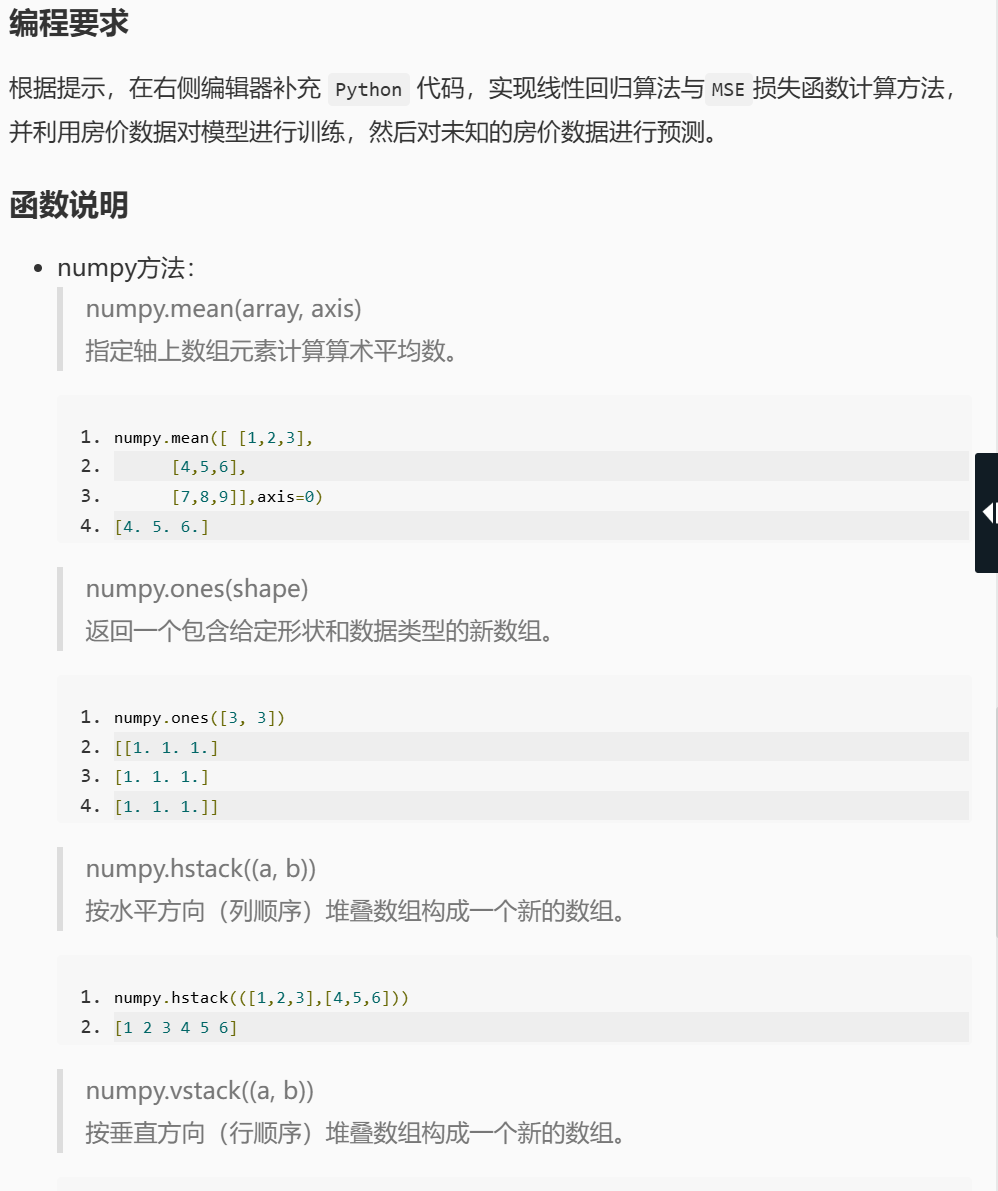 编程要求
根据提示，在右侧编辑器补充 Python 代码，实现线性回归算法与MSE损失函数计算方法，
并利用房价数据对模型进行训练，然后对未知的房价数据进行预测。
函数说明
• numpy方法：
numpy.mean(array, axis)
指定轴上数组元素计算算术平均数。
1. numpy.mean([ [1,2,3],
2.       [4,5,6],
3.       [7,8,9]],axis=0)
4. [4. 5. 6.]
numpy.ones(shape)
返回一个包含给定形状和数据类型的新数组。
1. numpy.ones([3, 3])
2. [[1. 1. 1.]
3. [1. 1. 1.]
4. [1. 1. 1.]]
numpy.hstack((a, b))
按水平方向（列顺序）堆叠数组构成一个新的数组。
1. numpy.hstack(([1,2,3],[4,5,6]))
2. [1 2 3 4 5 6]
numpy.vstack((a, b))
按垂直方向（行顺序）堆叠数组构成一个新的数组。